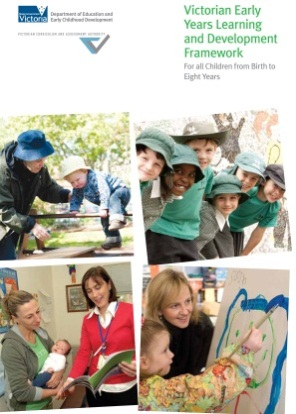 Victoria
Department of Education and
Early Childhood Development
VICTORIAN CURRICULUM AND ASSESSMENT AUTHORITY
Victorian Early
Years Learning
and Development
Framework
For all Children from Birth to
Eight Years